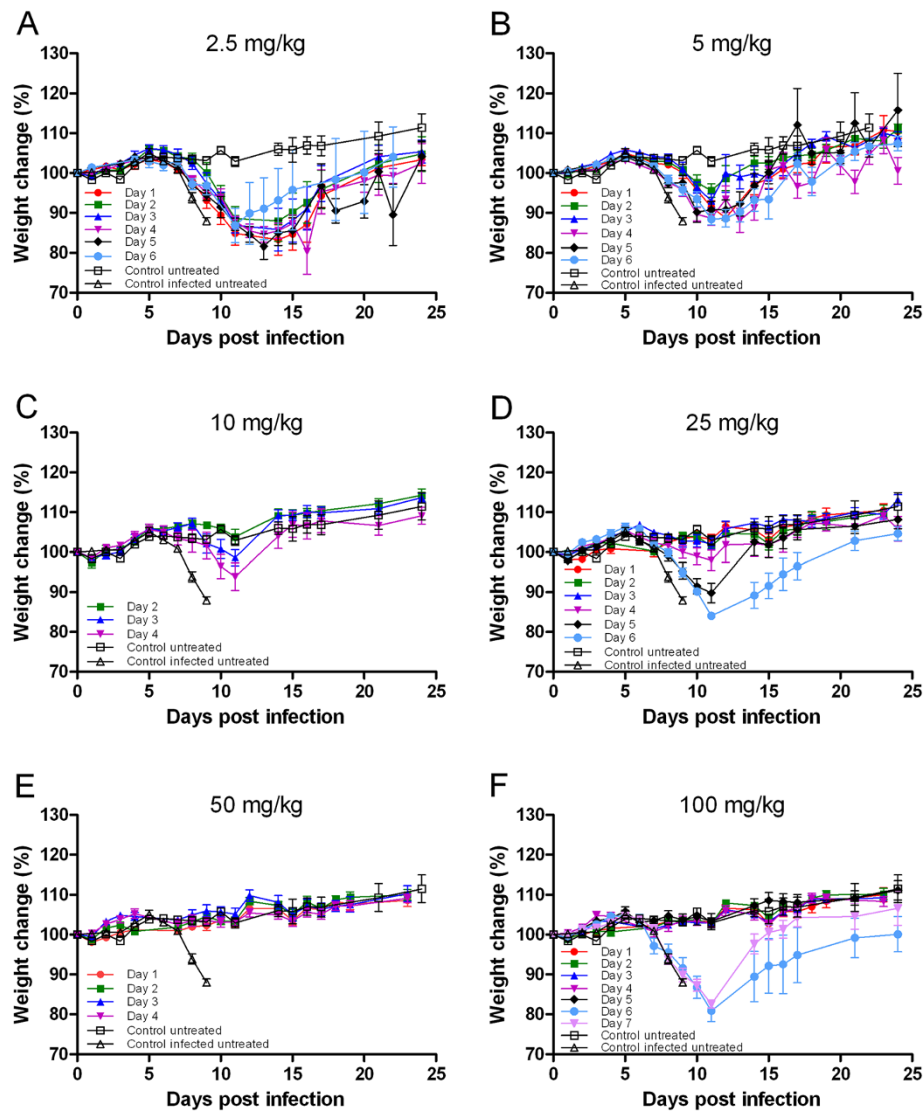 A
2.5 mg/kg
Weight change (%)
130
120
110
100
90
80
70
Day 1
Day 2
Day 3
Day 4
Day 5
Day 6
Control untreated
Control infected untreated
0 5 10 15 20 25
Days post infection
B
5 mg/kg
Weight change (%)
130
120
110
100
90
80
70
Day 1
Day 2
Day 3
Day 4
Day 5
Day 6
Control untreated
Control infected untreated
0 5 10 15 20 25
Days post infection
C
10 mg/kg
Weight change (%)
130
120
110
100
90
80
70
Day 2
Day 3
Day 4
Control untreated
Control infected untreated
0 5 10 15 20 25
Days post infection
D
25 mg/kg
Weight change (%)
130
120
110
100
90
80
70
Day 1
Day 2
Day 3
Day 4
Day 5
Day 6
Control untreated
Control infected untreated
0 5 10 15 20 25
Days post infection
E
50 mg/kg
Weight change (%)
130
120
110
100
90
80
70
Day 1
Day 2
Day 3
Day 4
Control untreated
Control infected untreated
0 5 10 15 20 25
Days post infection
F
100 mg/kg
Weight change (%)
130
120
110
100
90
80
70
Day 1
Day 2
Day 3
Day 4
Day 5
Day 6
Day 7
Control untreated
Control infected untreated
0 5 10 15 20 25
Days post infection